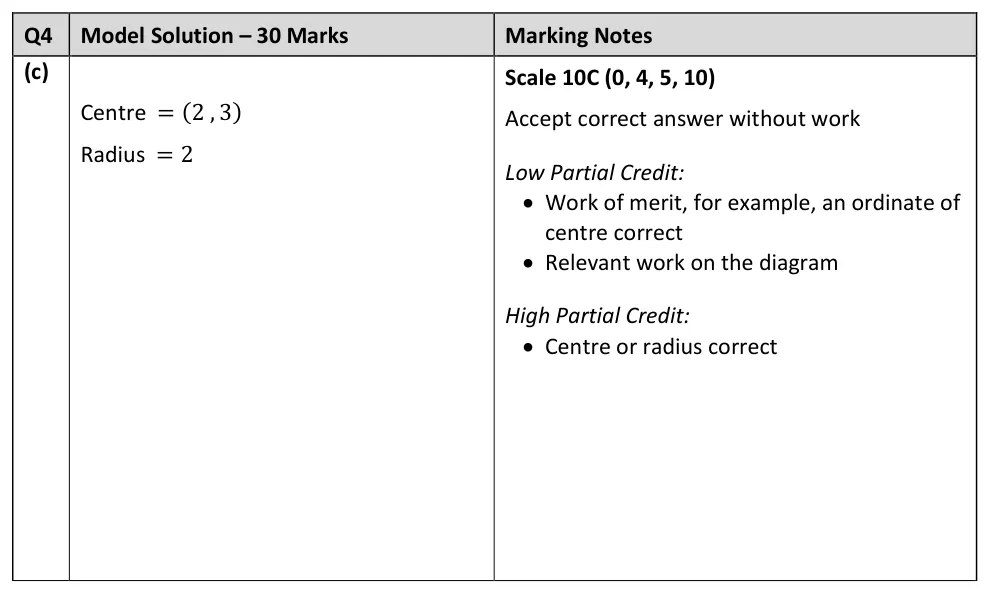 Q4 Model Solution – 30 Marks Marking Notes
(c)
Centre = (2 , 3)
Radius = 2
Scale 10C (0, 4, 5, 10)
Accept correct answer without work
Low Partial Credit:
• Work of merit, for example, an ordinate of
centre correct
• Relevant work on the diagram
High Partial Credit:
• Centre or radius correct